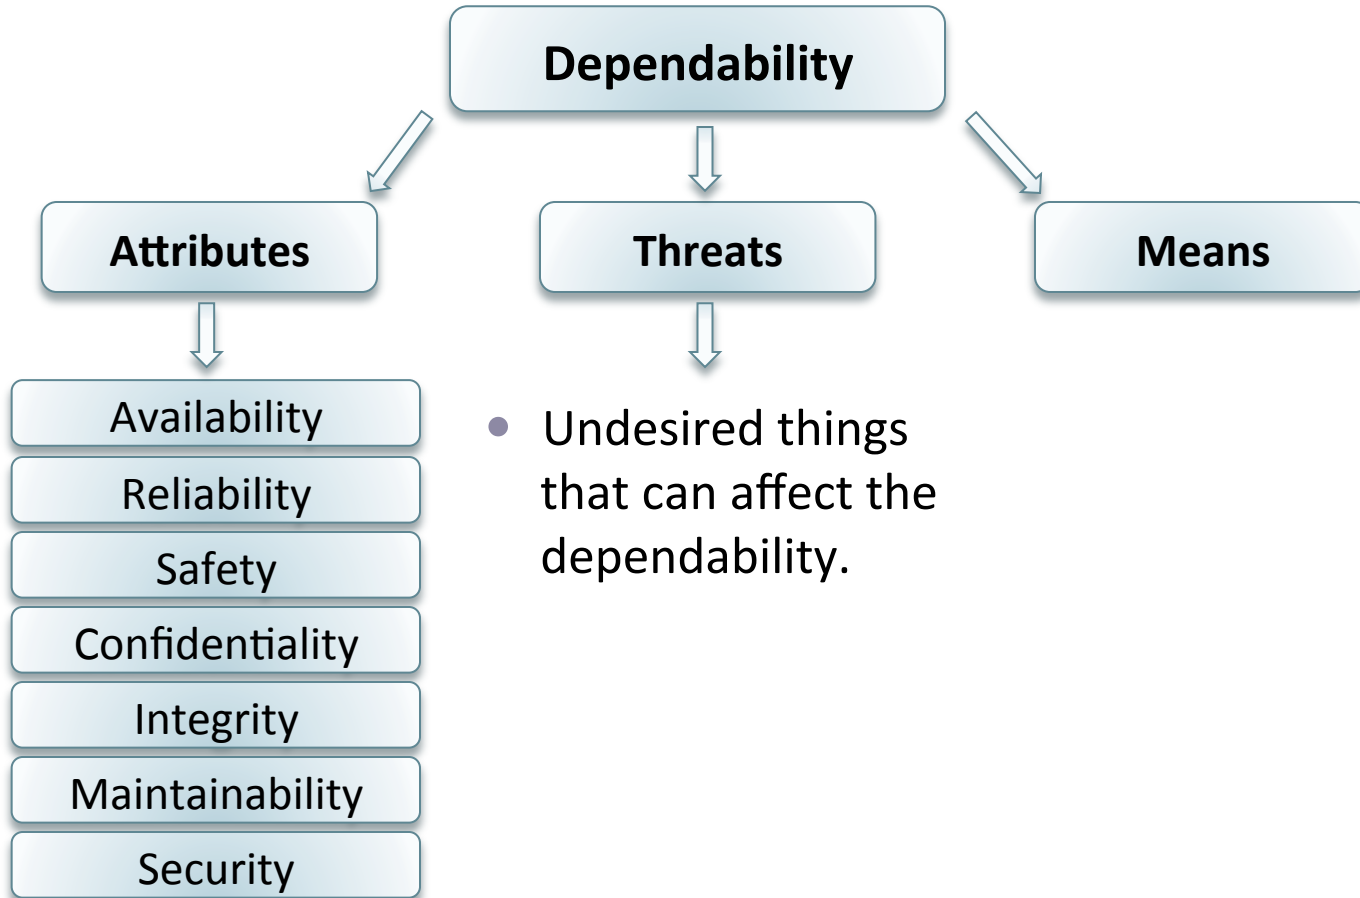 Dependability
Attributes
Threats
Means
Availability
Reliability
Safety
Confidentiality
Integrity
Maintainability
Security
• Undesired things
that can affect the
dependability.